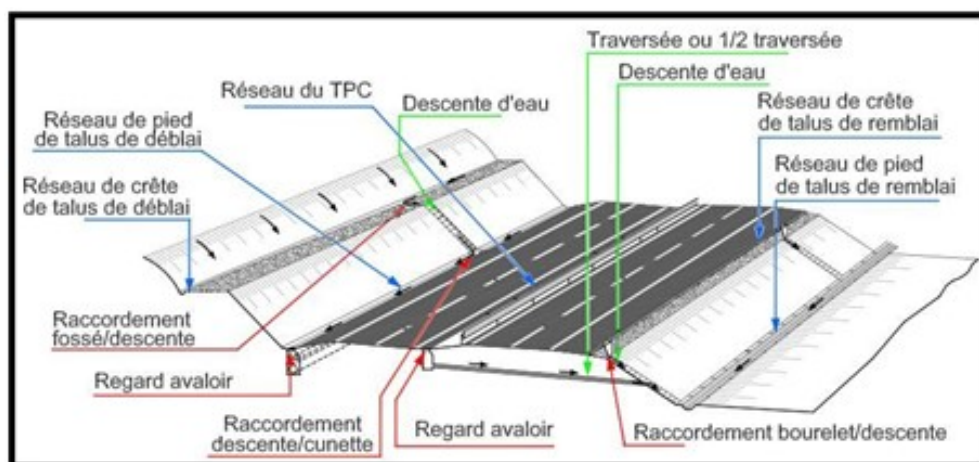 Traversée ou 1/2 traversée
Descente d'eau
Réseau du TPC
Descente d'eau
Réseau de crête
de talus de remblai
Réseau de pied
de talus de déblai
Réseau de pied
de talus de remblai
Réseau de crête
de talus de déblai
Raccordement
fossé/descente
Regard avaloir
Raccordement
descente/cunette
Regard avaloir
Raccordement bourelet/descente